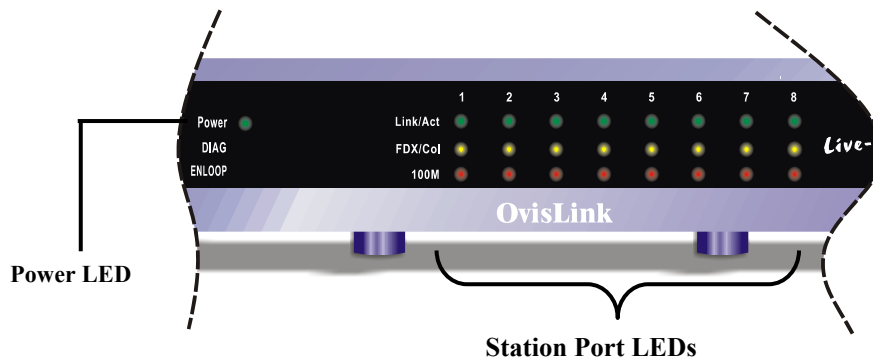 1 2 3 4 5 6 7 8
Power Link/Act
DIAG FDX/Col Live-
ENLOOP 100M
OvisLink
Power LED
Station Port LEDs